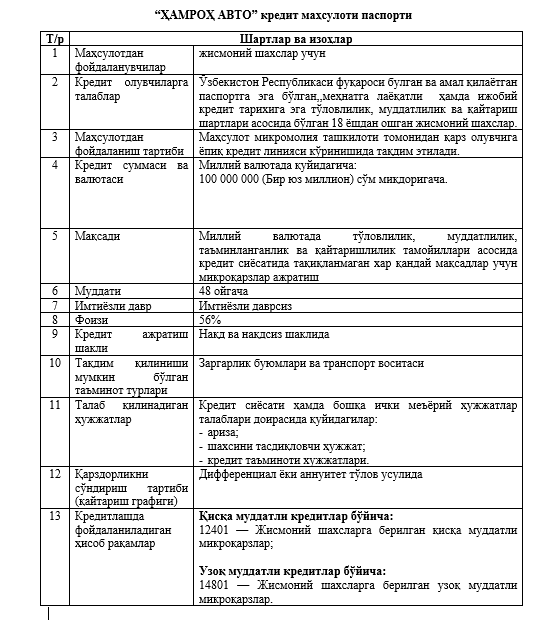 “ҲАМРОҲ АВТО” кредит маҳсулоти паспорти
Т/р Шартлар ва изоҳлар
1 Маҳсулотдан жисмоний шахслар учун
фойдаланувчилар
2 Кредит олувчиларга Ўзбекистон Республикаси фуқароси булган ва амал қилаётган
талаблар паспортга эга бўлган,,меҳнатга лаёқатли ҳамда ижобий
кредит тарихига эга тўловлилик, муддатлилик ва қайтариш
шартлари асосида бўлган 18 ёшдан ошган жисмоний шахслар.
3 Маҳсулотдан Маҳсулот микромолия ташкилоти томонидан қарз олувчига
фойдаланиш тартиби ёпиқ кредит линияси кўринишида тақдим этилади.
4 Кредит суммаси ва Миллий валютада қуйидагича:
валютаси 100 000 000 (Бир юз миллион) сўм миқдоригача.
5 Мақсади Миллий валютада тўловлилик, муддатлилик,
таъминланганлик ва қайтаришлилик тамойиллари асосида
кредит сиёсатида тақиқланмаган хар қандай мақсадлар учун
микроқарзлар ажратиш
6 Муддати 48 ойгача
7 Имтиёзли давр Имтиёзли даврсиз
8 Фоизи 56%
9 Кредит ажратиш Нақд ва нақдсиз шаклида
шакли
10 Тақдим қилиниши Заргарлик буюмлари ва транспорт воситаси
мумкин бўлган
таъминот турлари
11 Талаб қилинадиган Кредит сиёсати ҳамда бошқа ички меъёрий ҳужжатлар
ҳужжатлар талаблари доирасида қуйидагилар:
- ариза;
- шахсини тасдиқловчи ҳужжат;
- кредит таъминоти хужжатлари.
12 Қарздорликни Дифференциал ёки аннуитет тўлов усулида
сўндириш тартиби
(қайтариш графиги)
13 Кредитлашда Қисқа муддатли кредитлар бўйича:
фойдаланиладиган 12401 — Жисмоний шахсларга берилган қисқа муддатли
ҳисоб рақамлар микроқарзлар;
Узоқ муддатли кредитлар бўйича:
14801 — Жисмоний шахсларга берилган узоқ муддатли
микроқарзлар.